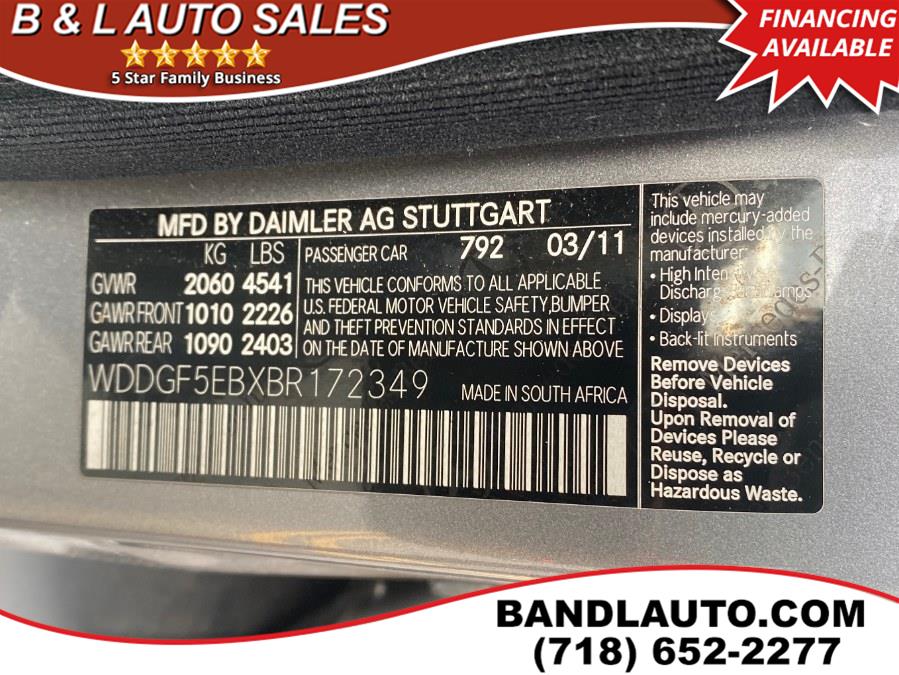 B & L AUTO SALES
5 Star Family Business
FINANCING
AVAILABLE
MFD BY DAIMLER AG STUTTGART
KG LBS
GVWR 2060 4541
GAWR FRONT 1010 2226
GAWR REAR 1090 2403
PASSENGER CAR 792 03/11
THIS VEHICLE CONFORMS TO ALL APPLICABLE
U.S. FEDERAL MOTOR VEHICLE SAFETY,BUMPER
AND THEFT PREVENTION STANDARDS IN EFFECT
ON THE DATE OF MANUFACTURE SHOWN ABOVE
WDDGF5EBXBR172349
MADE IN SOUTH AFRICA
This vehicle may
include mercury-added
devices installed by the
manufacturer:
• High
• Displays
• Back-lit instruments
Remove Devices
Before Vehicle
Disposal.
Upon Removal of
Devices Please
Reuse, Recycle or
Dispose as
Hazardous Waste.
BANDLAUTO.COM
(718) 652-2277